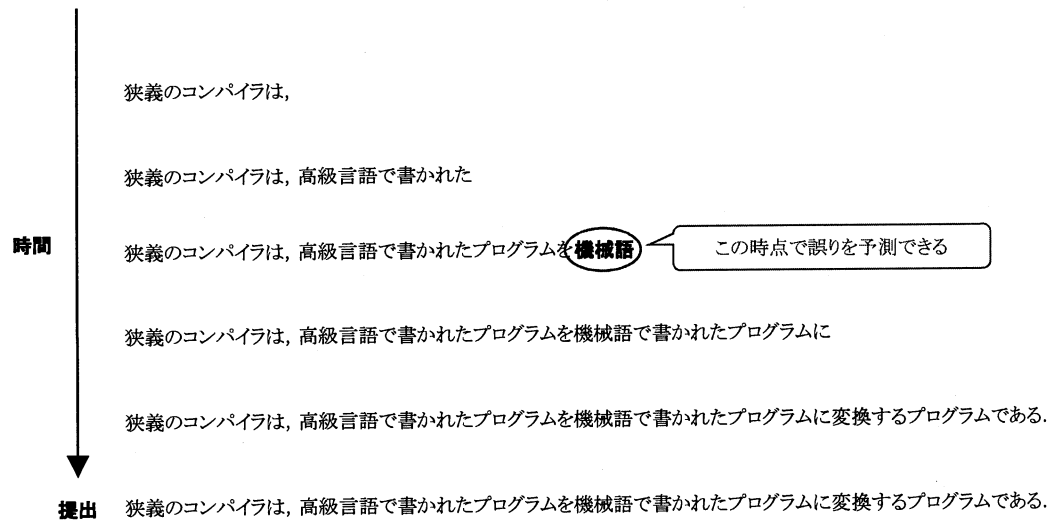 狭義のコンパイラは,
狭義のコンパイラは, 高級言語で書かれた
時間
狭義のコンパイラは, 高級言語で書かれたプログラムを機械語
この時点で誤りを予測できる
狭義のコンパイラは, 高級言語で書かれたプログラムを機械語で書かれたプログラムに
狭義のコンパイラは, 高級言語で書かれたプログラムを機械語で書かれたプログラムに変換するプログラムである.
提出
狭義のコンパイラは, 高級言語で書かれたプログラムを機械語で書かれたプログラムに変換するプログラムである.